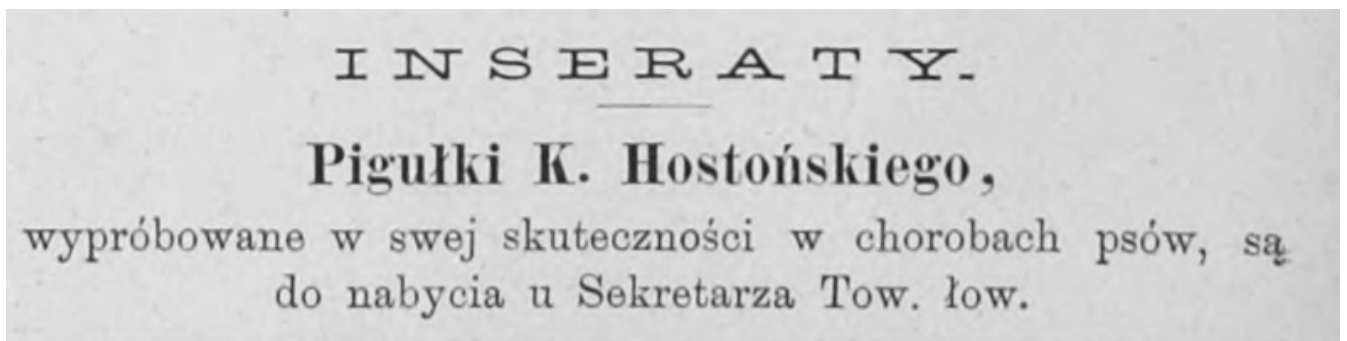 INSERATY.
Pigułki K. Hostońskiego,
wypróbowane w swej skuteczności w chorobach psów, są
do nabycia u Sekretarza Tow. łow.